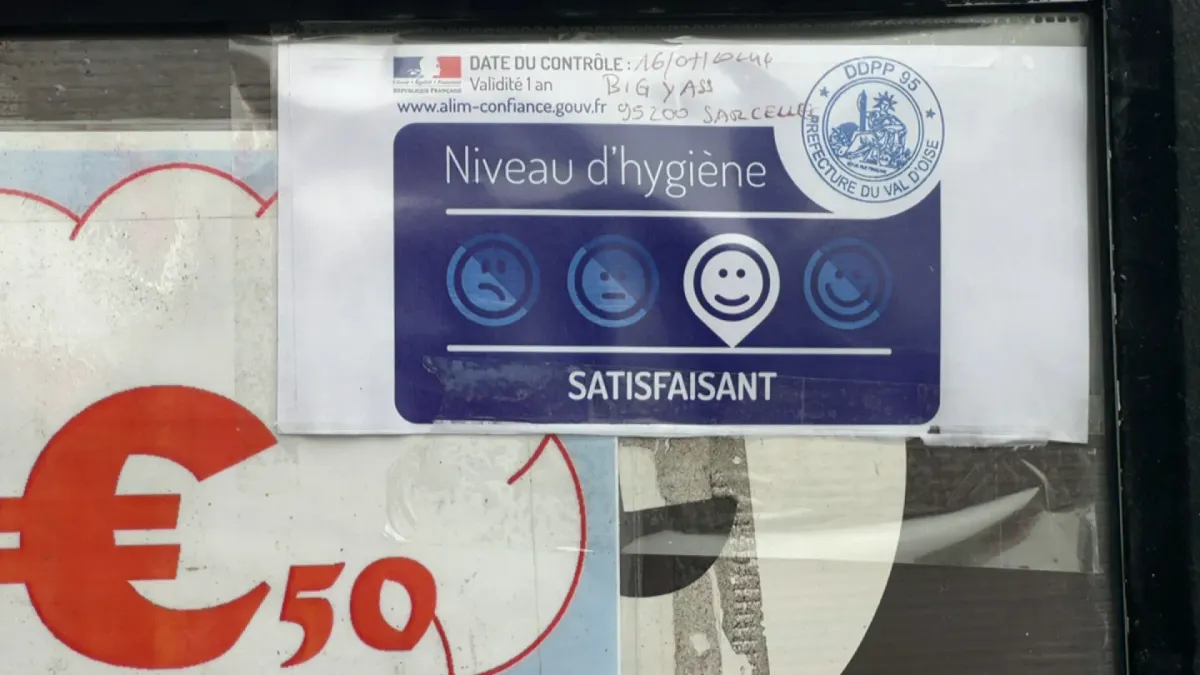 DATE DU CONTRÔLE :
Validité 1 an
BIG YASS
www.alim-confiance.gouv.fr
95200 SARCELLES
RÉPUBLIQUE FRANÇAISE
DDPP 95
PREFECTURE DU VAL D'OISE
Niveau d'hygiène
SATISFAISANT
€50